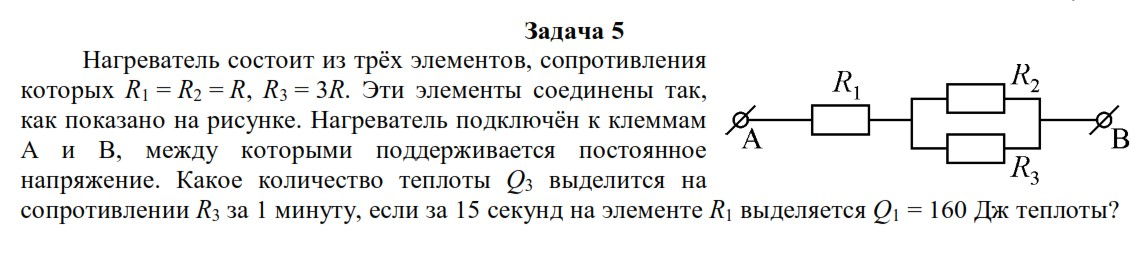 Задача 5
Нагреватель состоит из трёх элементов, сопротивления
которых R₁ = R₂ = R, R₃ = 3R. Эти элементы соединены так,
как показано на рисунке. Нагреватель подключён к клеммам
А и В, между которыми поддерживается постоянное
напряжение. Какое количество теплоты Q₃ выделится на
сопротивлении R₃ за 1 минуту, если за 15 секунд на элементе R₁ выделяется Q₁ = 160 Дж теплоты?
A
R₁
R₂
R₃
B